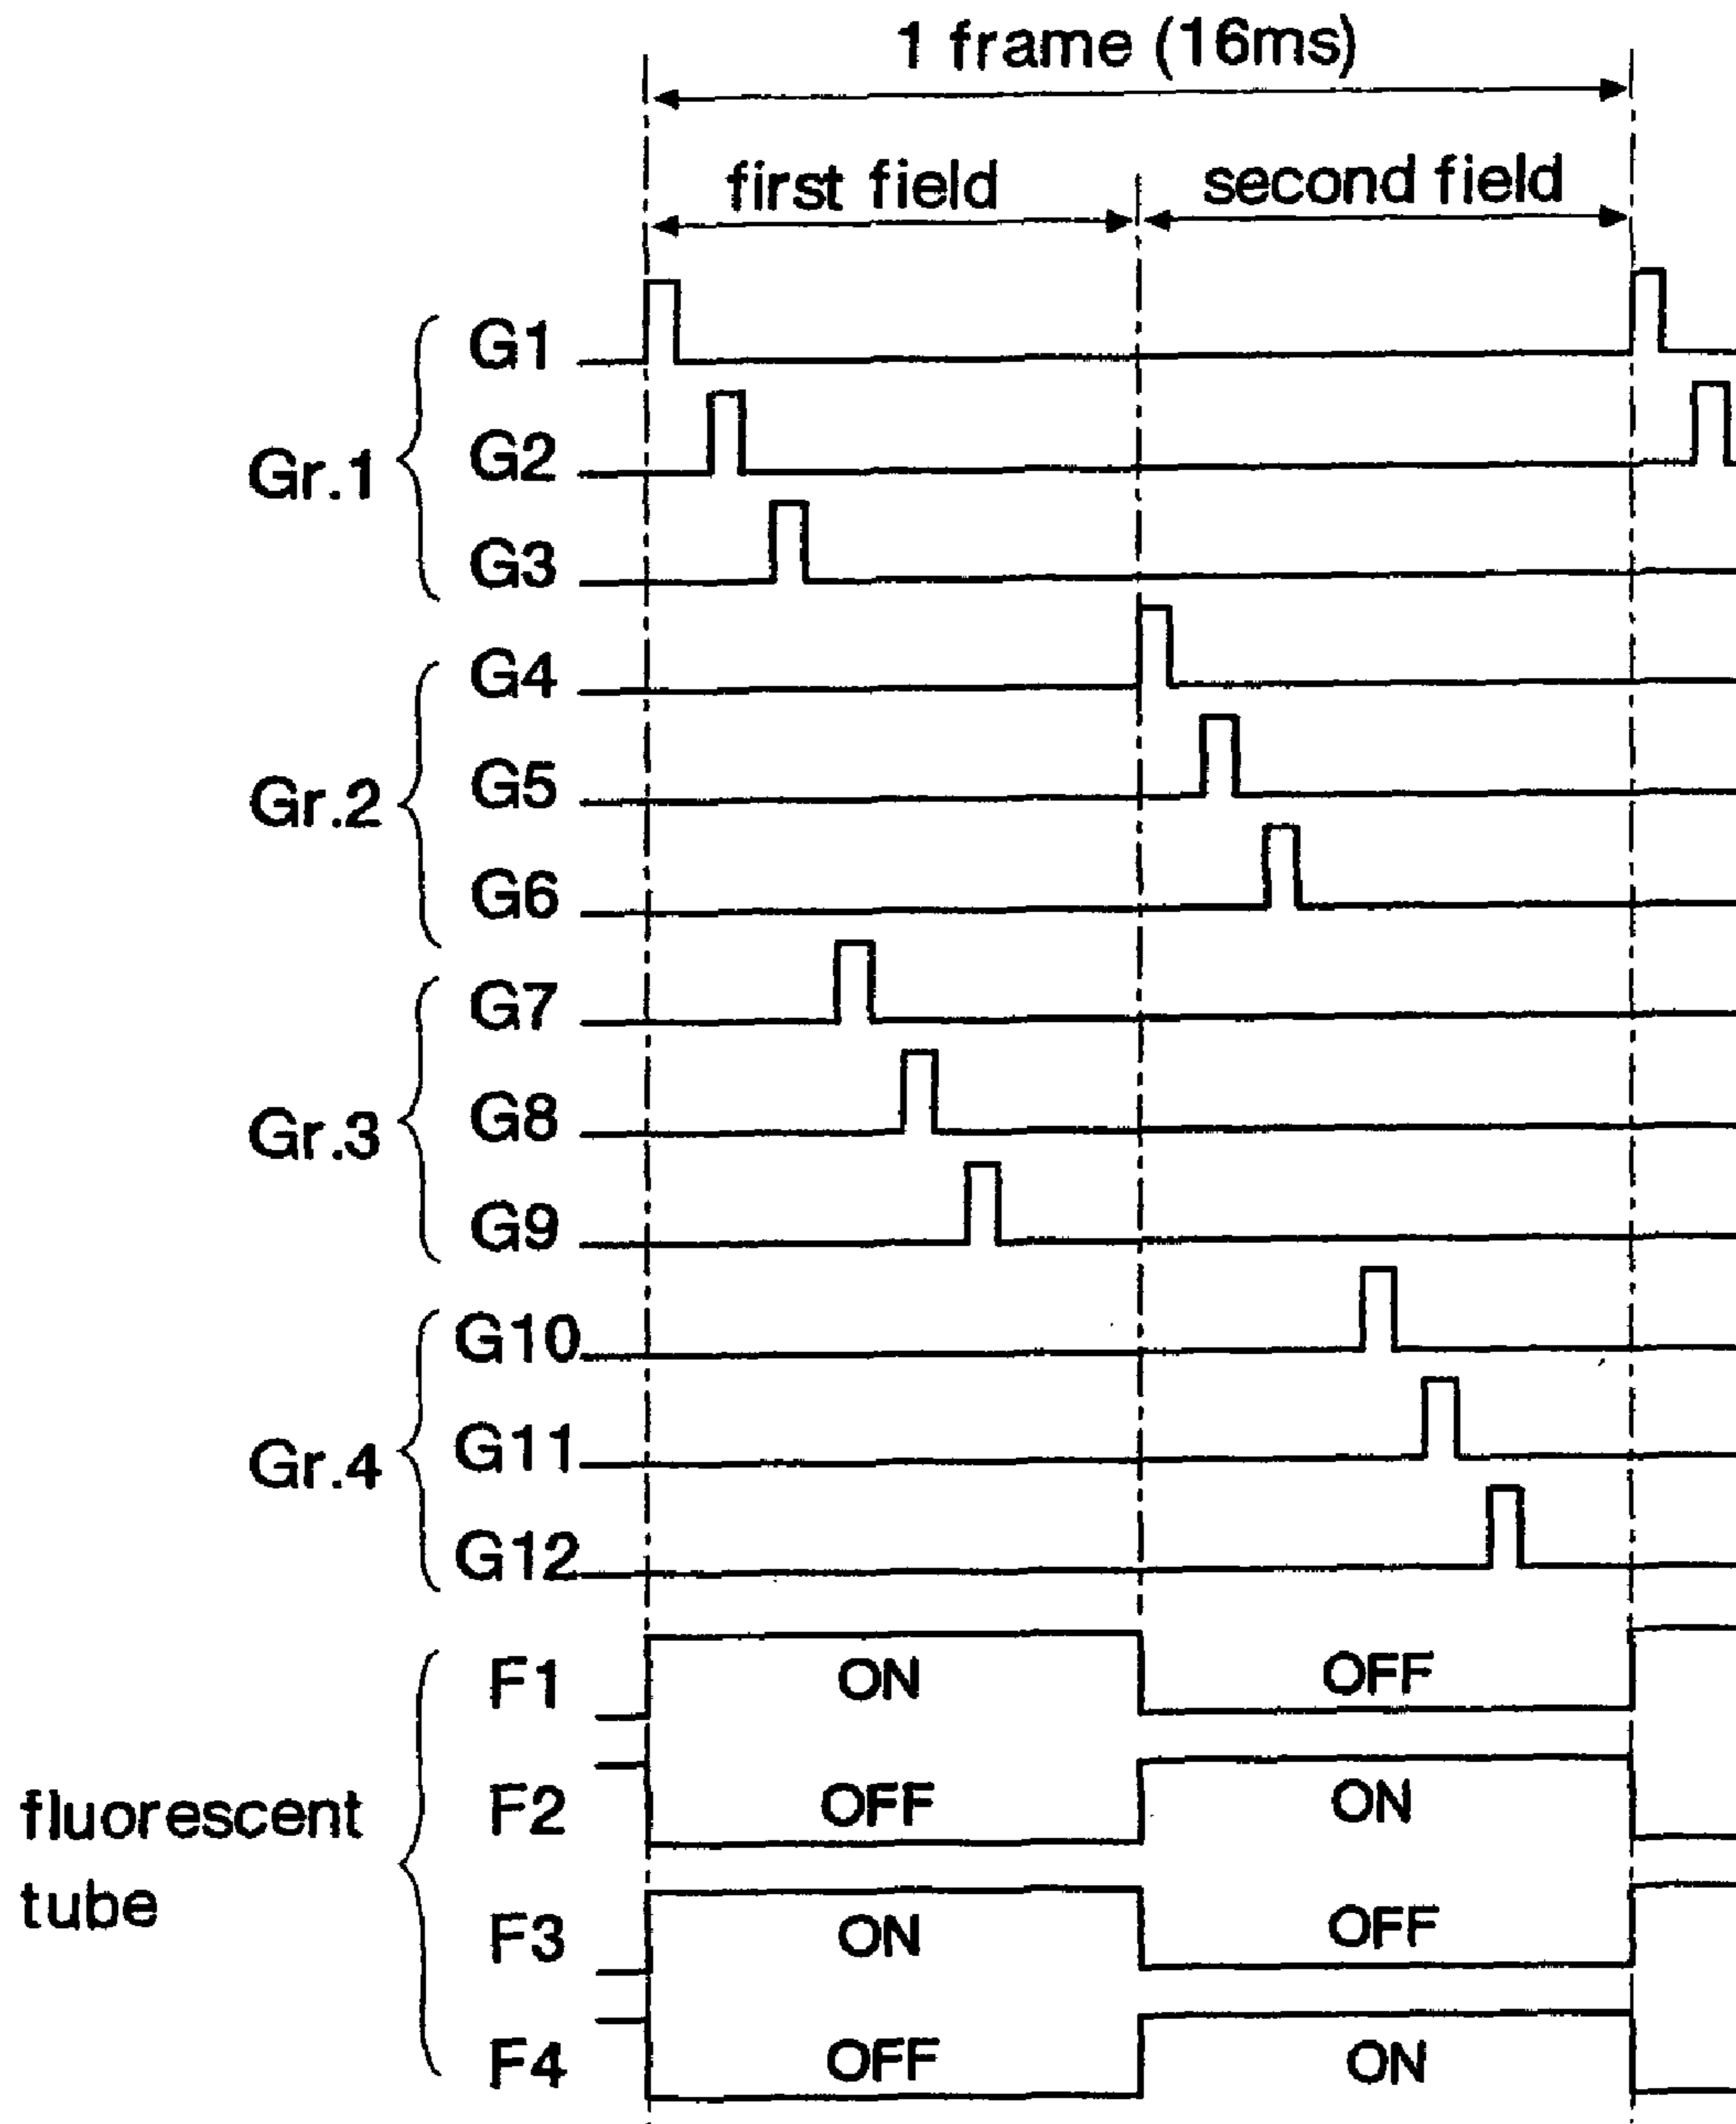 1 frame (16ms)
first field
second field
Gr.1
G1
G2
G3
Gr.2
G4
G5
G6
Gr.3
G7
G8
G9
Gr.4
G10
G11
G12
fluorescent
tube
F1 ON OFF
F2 OFF ON
F3 ON OFF
F4 OFF ON